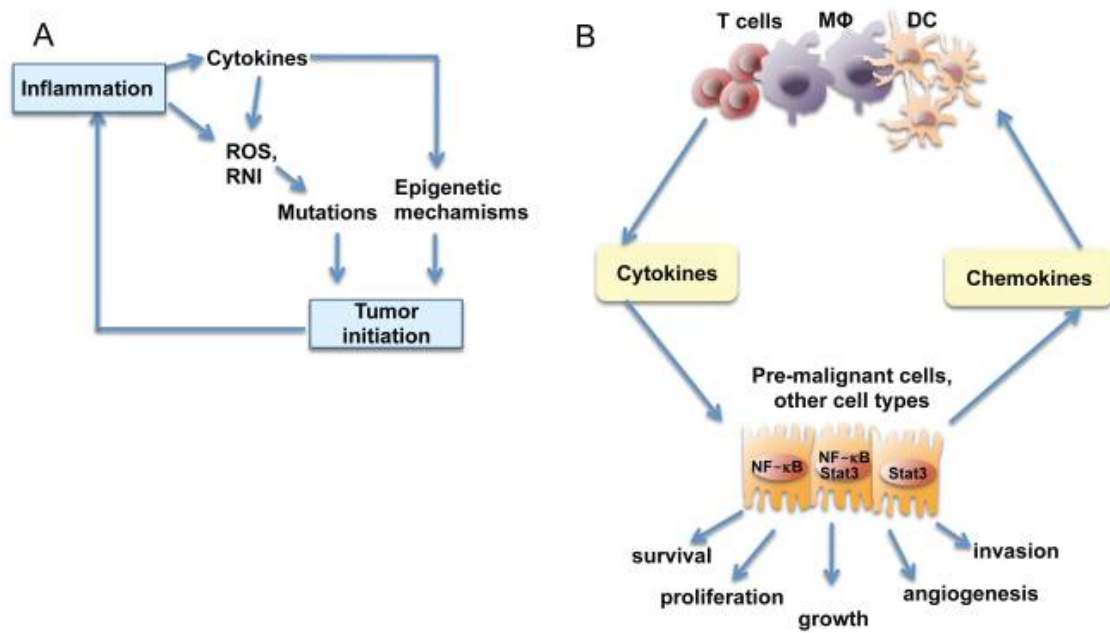 A
Inflammation
Cytokines
ROS,
RNI
Mutations
Epigenetic
mechamisms
Tumor
initiation
B
T cells
MΦ
DC
Cytokines
Chemokines
Pre-malignant cells,
other cell types
NF-κB
NF-κB
Stat3
Stat3
survival
proliferation
growth
angiogenesis
invasion